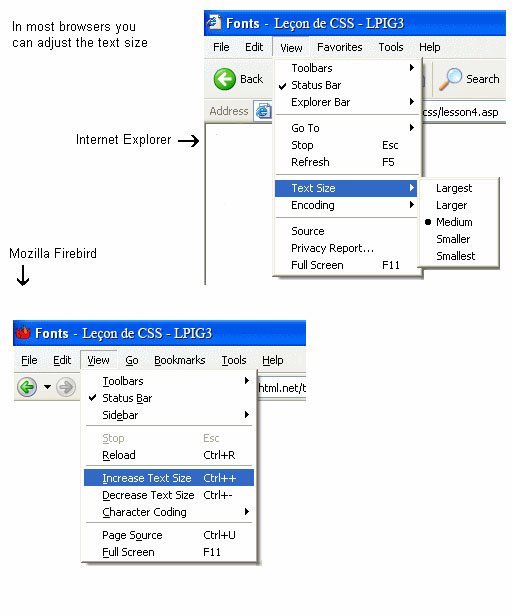 In most browsers you
can adjust the text size
Fonts - Leçon de CSS - LPIG3
File Edit View Favorites Tools Help
Back Search
Toolbars
Status Bar
Explorer Bar
Address css/lesson4.asp
Go To
Stop Esc
Refresh F5
Text Size
Encoding
Source
Privacy Report...
Full Screen F11
Largest
Larger
Medium
Smaller
Smallest
Internet Explorer
Mozilla Firebird
Fonts - Leçon de CSS - LPIG3
File Edit View Go Bookmarks Tools Help
html.net/t
Toolbars
Status Bar
Sidebar
Stop Esc
Reload Ctrl+R
Increase Text Size Ctrl++
Decrease Text Size Ctrl+-
Character Coding
Page Source Ctrl+U
Full Screen F11